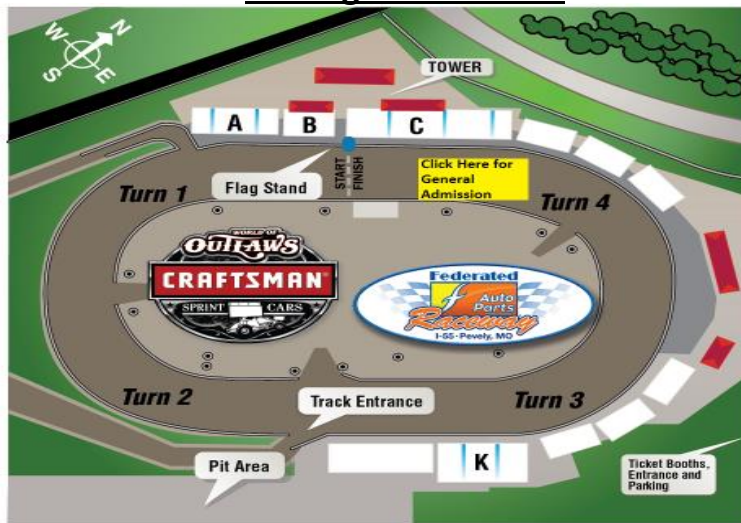 N
W
E
S
TOWER
A
B
C
Flag Stand
START
FINISH
Click Here for
General
Admission
Turn 1
Turn 4
WORLD OF
OUTLAWS
CRAFTSMAN®
SPRINT CARS
Federated
f Auto
Parts
Raceway
I-55 • Pevely, MO
Turn 2
Track Entrance
Turn 3
Pit Area
K
Ticket Booths,
Entrance and
Parking